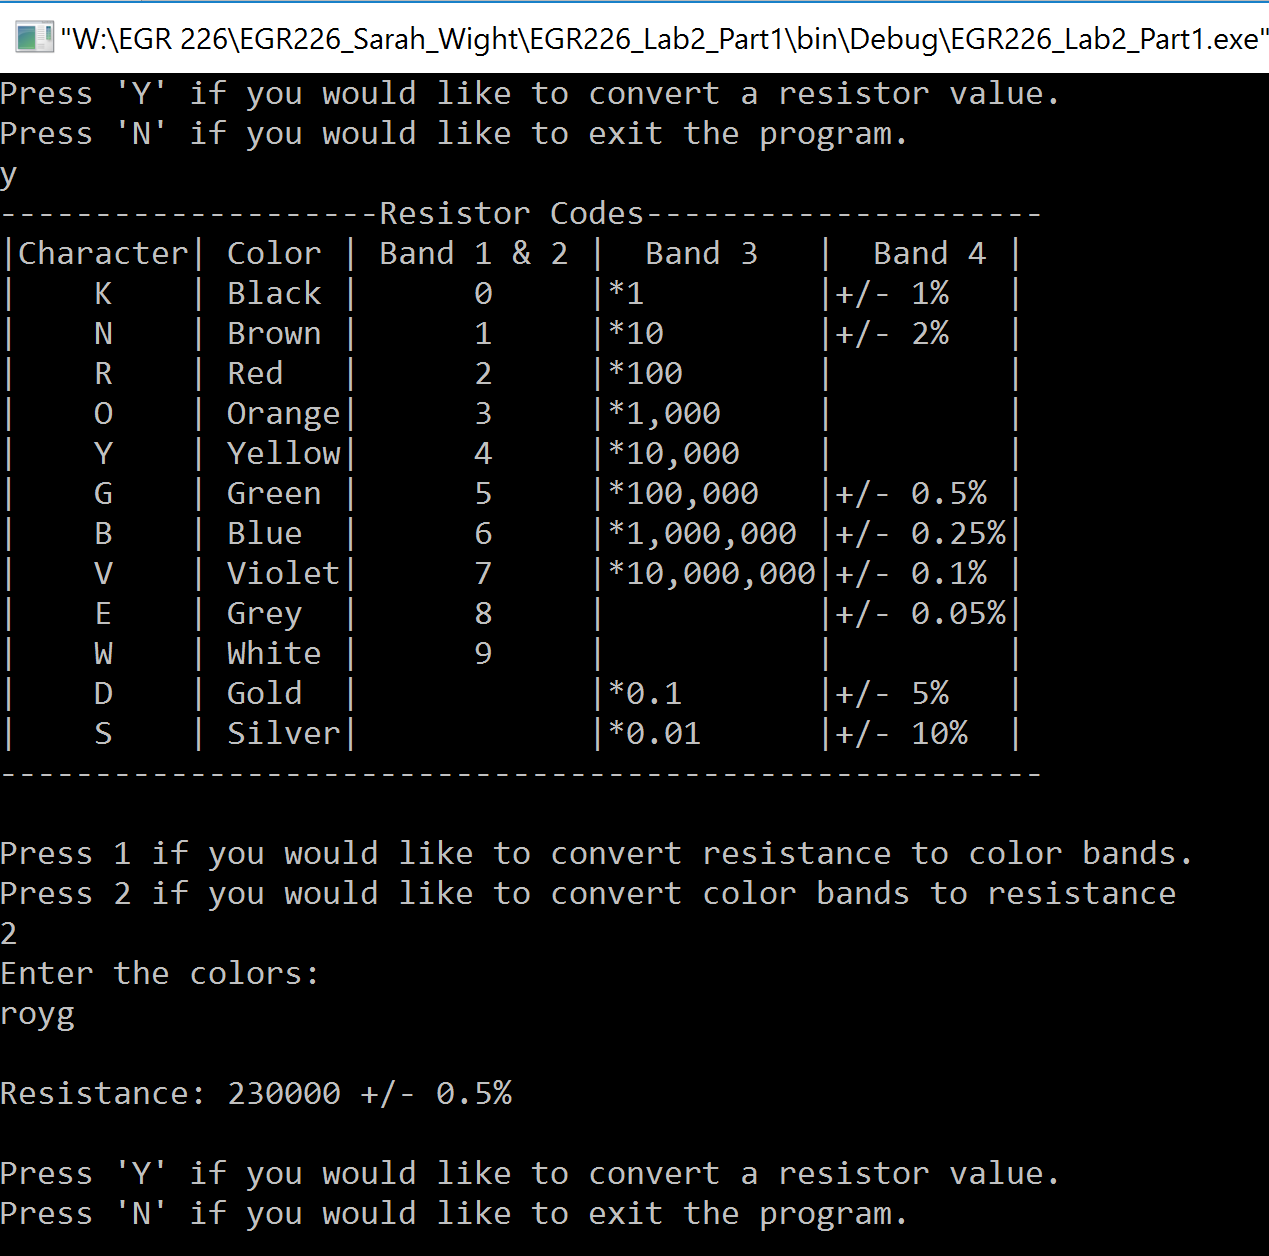 "W:\EGR 226\EGR226_Sarah_Wight\EGR226_Lab2_Part1\bin\Debug\EGR226_Lab2_Part1.exe"
Press 'Y' if you would like to convert a resistor value.
Press 'N' if you would like to exit the program.
y
--------------------Resistor Codes---------------------
|Character| Color | Band 1 & 2 |  Band 3   |  Band 4 |
|    K    | Black |      0     |*1         |+/- 1%   |
|    N    | Brown |      1     |*10        |+/- 2%   |
|    R    | Red   |      2     |*100       |         |
|    O    | Orange|      3     |*1,000     |         |
|    Y    | Yellow|      4     |*10,000    |         |
|    G    | Green |      5     |*100,000   |+/- 0.5% |
|    B    | Blue  |      6     |*1,000,000 |+/- 0.25%|
|    V    | Violet|      7     |*10,000,000|+/- 0.1% |
|    E    | Grey  |      8     |           |+/- 0.05%|
|    W    | White |      9     |           |         |
|    D    | Gold  |            |*0.1       |+/- 5%   |
|    S    | Silver|            |*0.01      |+/- 10%  |
-------------------------------------------------------
Press 1 if you would like to convert resistance to color bands.
Press 2 if you would like to convert color bands to resistance
2
Enter the colors:
royg
Resistance: 230000 +/- 0.5%
Press 'Y' if you would like to convert a resistor value.
Press 'N' if you would like to exit the program.